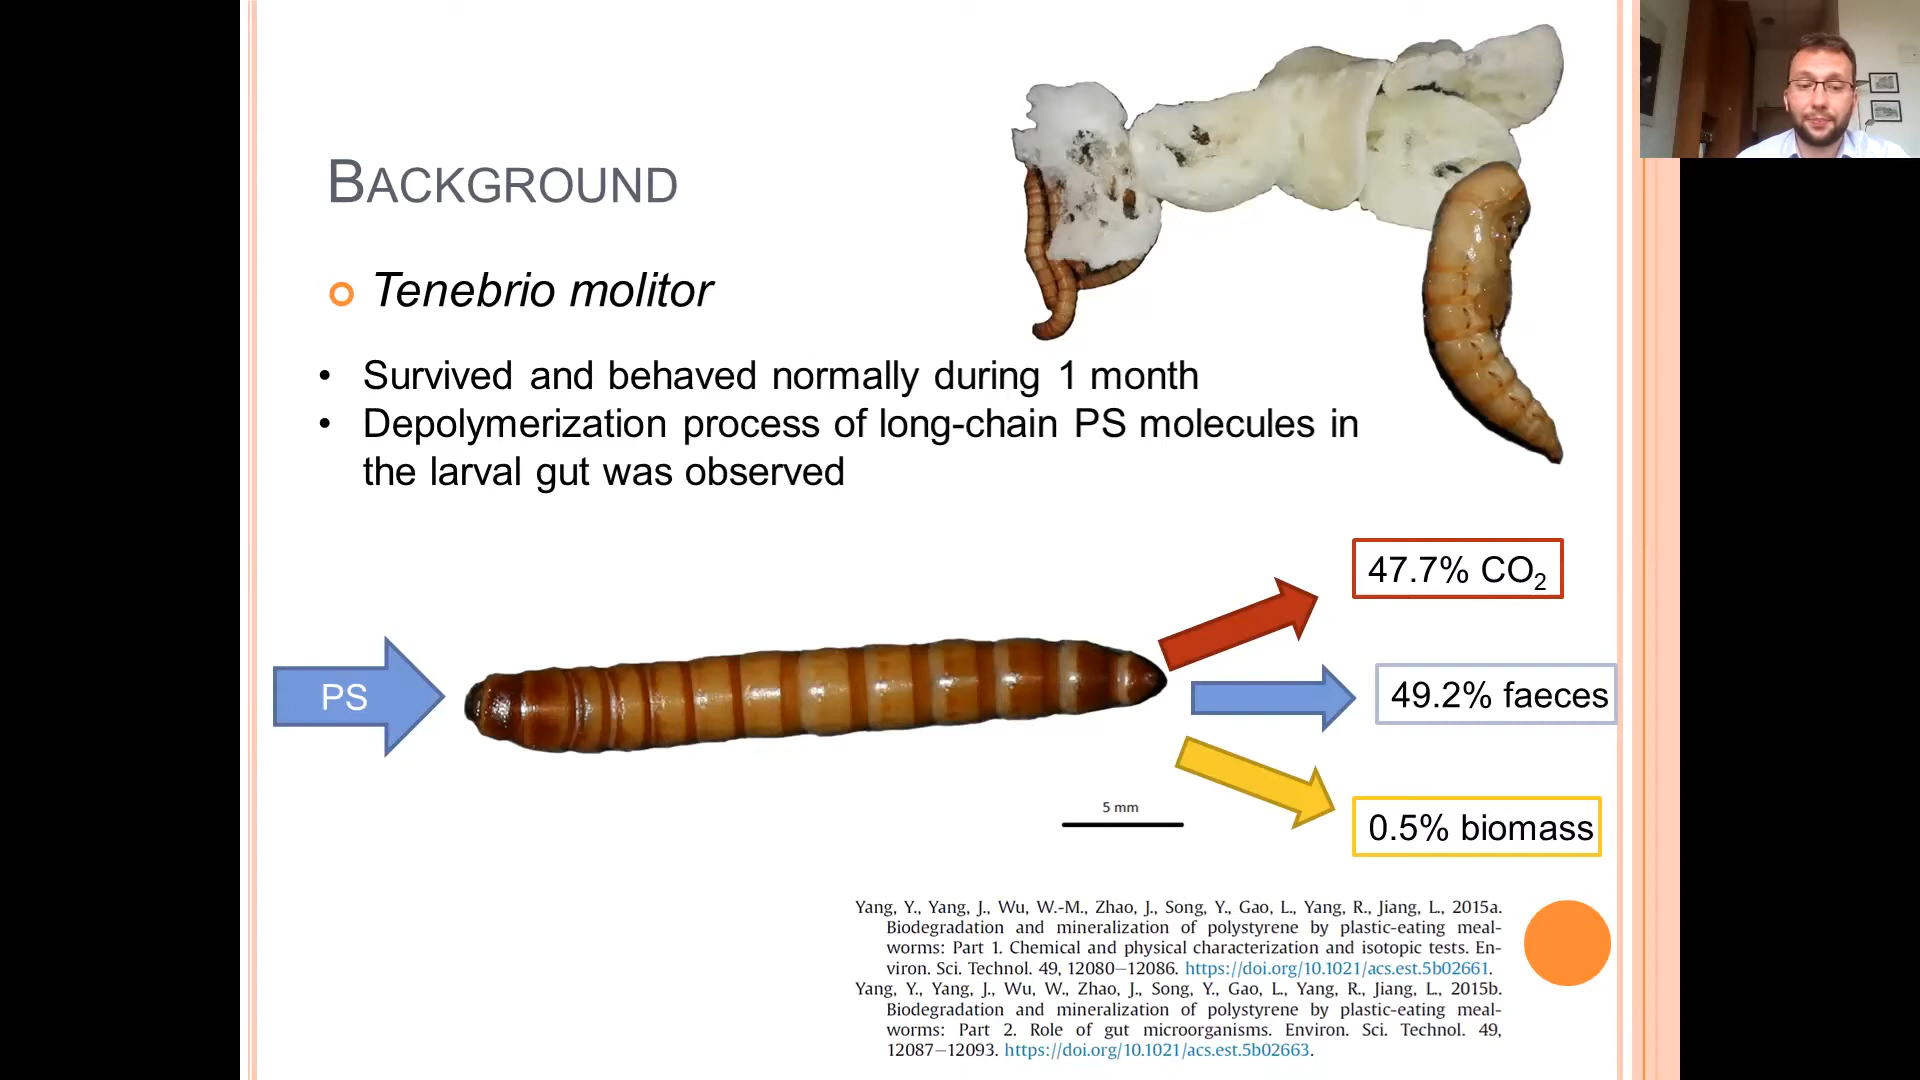 BACKGROUND
Tenebrio molitor
• Survived and behaved normally during 1 month
• Depolymerization process of long-chain PS molecules in
the larval gut was observed
47.7% CO₂
PS
49.2% faeces
5 mm
0.5% biomass
Yang, Y., Yang, J., Wu, W.-M., Zhao, J., Song, Y., Gao, L., Yang, R., Jiang, L., 2015a.
Biodegradation and mineralization of polystyrene by plastic-eating meal-
worms: Part 1. Chemical and physical characterization and isotopic tests. En-
viron. Sci. Technol. 49, 12080–12086. https://doi.org/10.1021/acs.est.5b02661.
Yang, Y., Yang, J., Wu, W., Zhao, J., Song, Y., Gao, L., Yang, R., Jiang, L., 2015b.
Biodegradation and mineralization of polystyrene by plastic-eating meal-
worms: Part 2. Role of gut microorganisms. Environ. Sci. Technol. 49,
12087–12093. https://doi.org/10.1021/acs.est.5b02663.